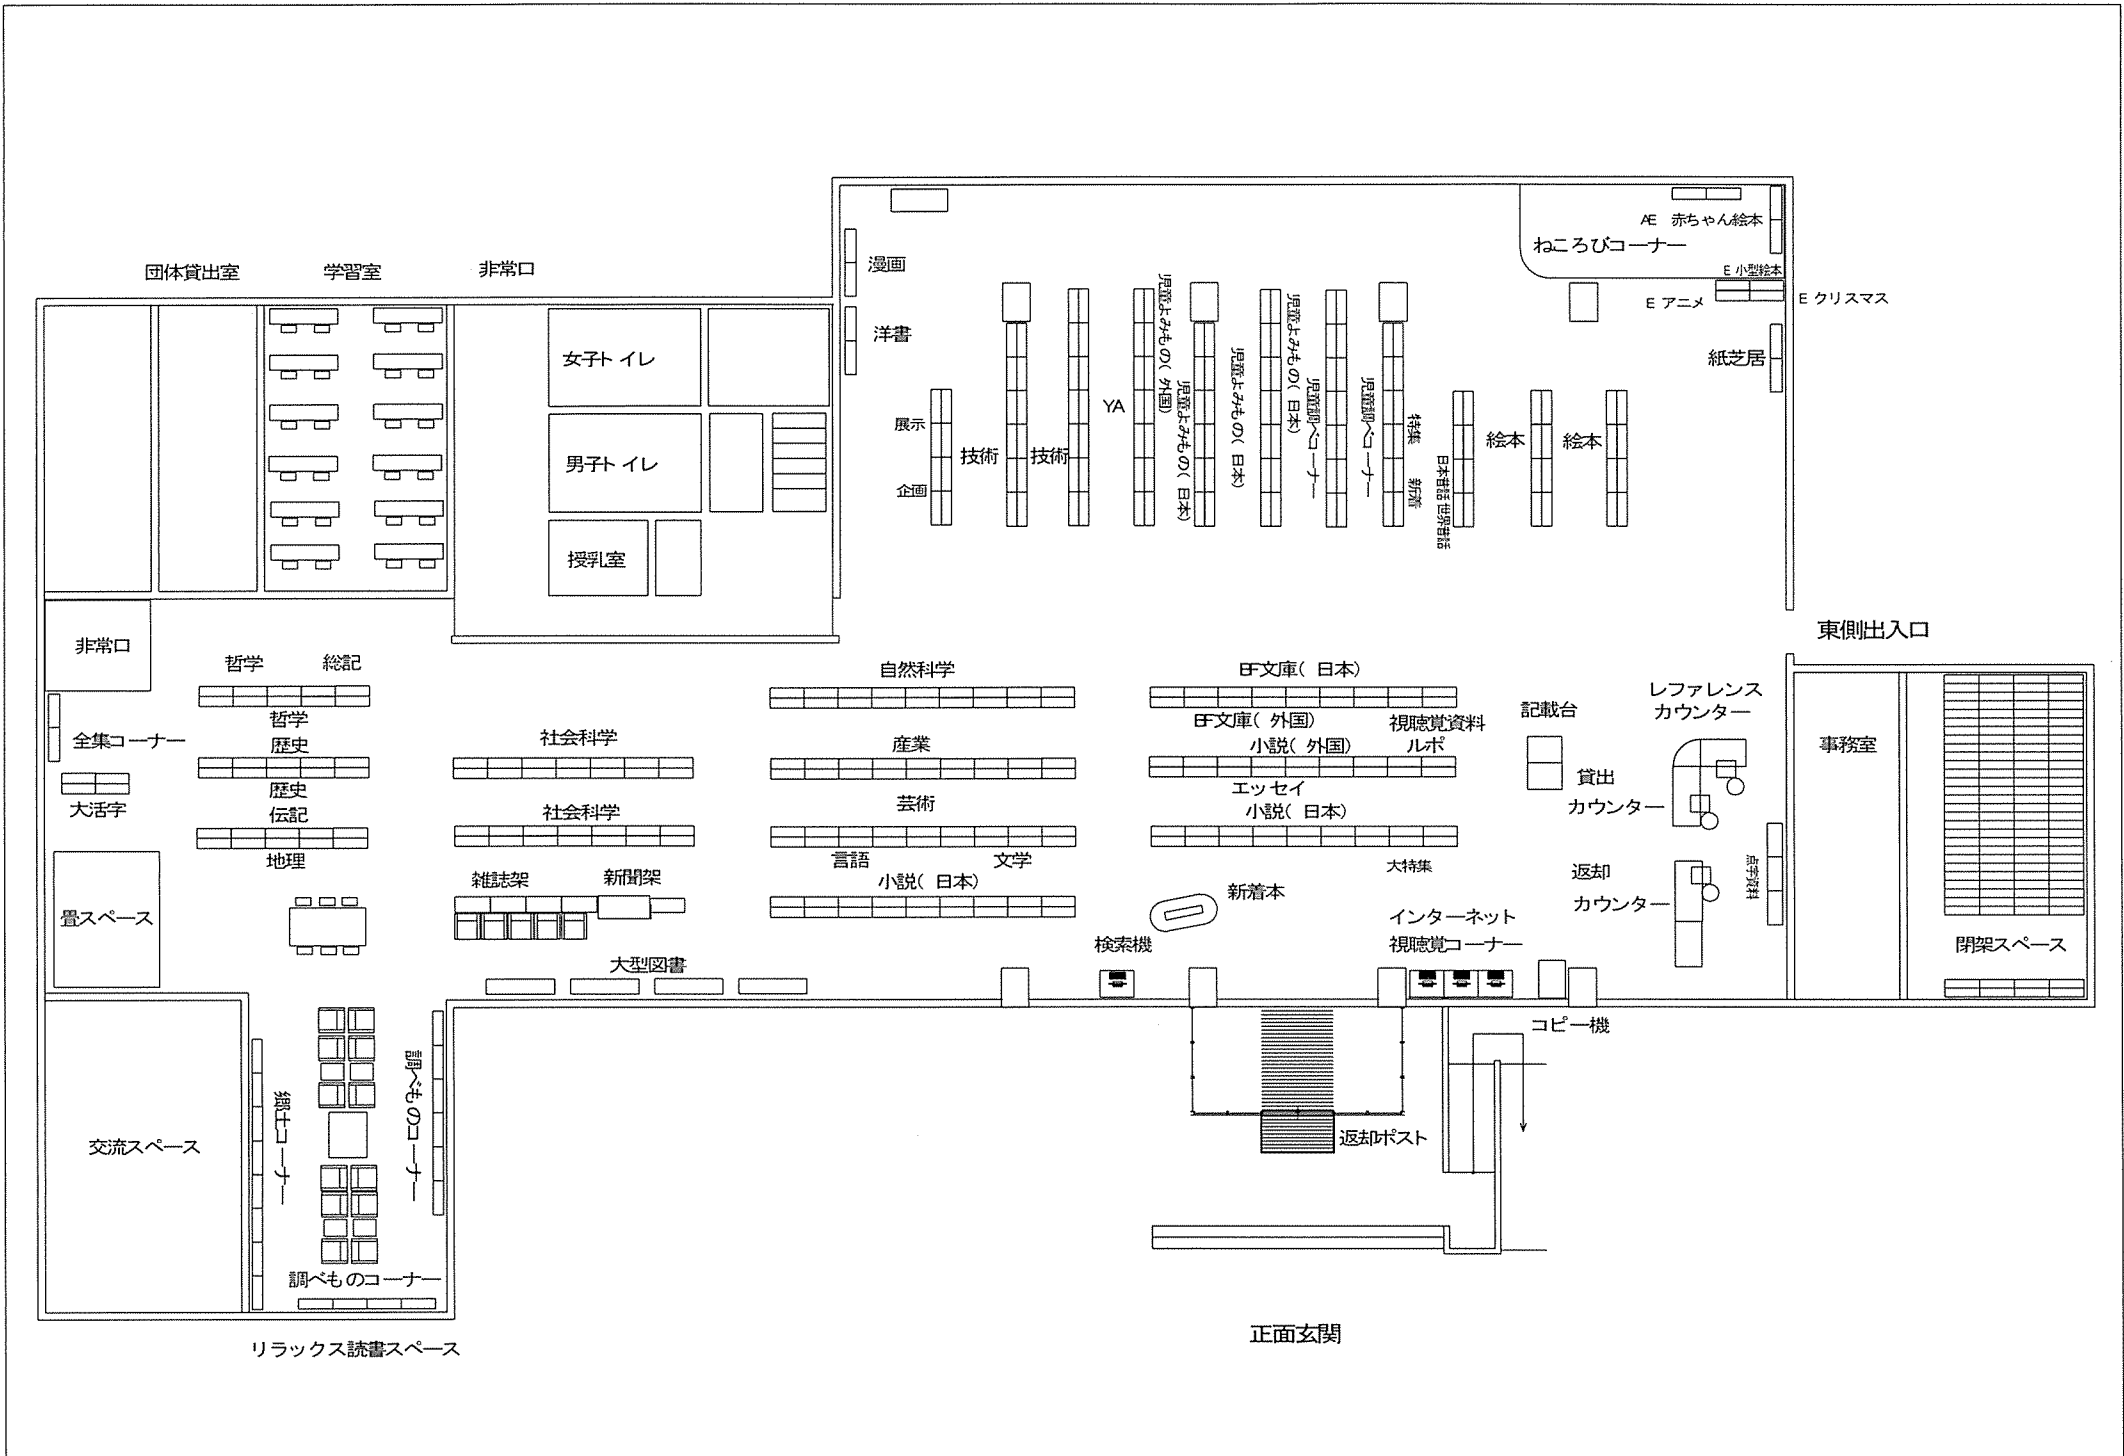 AE 赤ちゃん絵本
ねころびコーナー
E 小型絵本
E アニメ
E クリスマス
紙芝居
団体貸出室
学習室
非常口
漫画
洋書
女子トイレ
男子トイレ
授乳室
展示
企画
技術
技術
YA
児童よみもの(外国)
児童よみもの(日本)
児童よみもの(日本)
児童よみもの(日本)
児童調べコーナー
児童調べコーナー
特集
新着
日本昔話 世界昔話
絵本
絵本
東側出入口
非常口
哲学
総記
哲学
全集コーナー
歴史
歴史
大活字
伝記
地理
畳スペース
社会科学
社会科学
雑誌架
新聞架
大型図書
自然科学
産業
芸術
言語
文学
小説(日本)
BF文庫(日本)
BF文庫(外国)
視聴覚資料
小説(外国)
ルポ
エッセイ
小説(日本)
大特集
新着本
検索機
インターネット
視聴覚コーナー
記載台
レファレンス
カウンター
貸出
カウンター
返却
カウンター
点字資料
事務室
閉架スペース
コピー機
返却ポスト
交流スペース
郷土コーナー
調べものコーナー
調べものコーナー
リラックス読書スペース
正面玄関